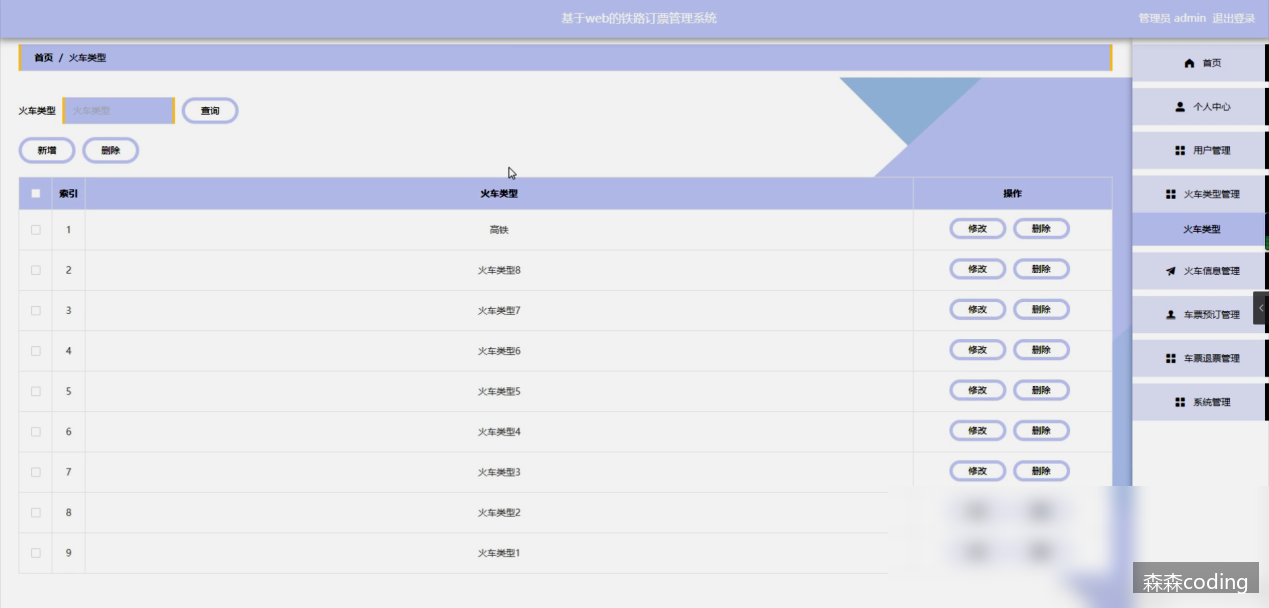 基于web的铁路订票管理系统
管理员 admin 退出登录
首页 / 火车类型
火车类型 火车类型 查询
新增 删除
索引 火车类型 操作
1 高铁 修改 删除
2 火车类型8 修改 删除
3 火车类型7 修改 删除
4 火车类型6 修改 删除
5 火车类型5 修改 删除
6 火车类型4 修改 删除
7 火车类型3 修改 删除
8 火车类型2
9 火车类型1
首页
个人中心
用户管理
火车类型管理
火车类型
火车信息管理
车票预订管理
车票退票管理
系统管理
森森coding